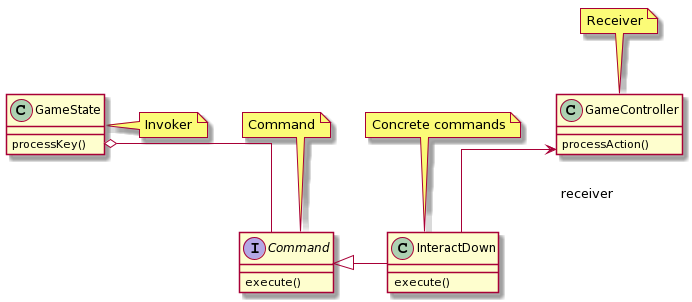 Receiver
C GameState
processKey()
Invoker
Command
Concrete commands
C GameController
processAction()
receiver
I Command
execute()
C InteractDown
execute()